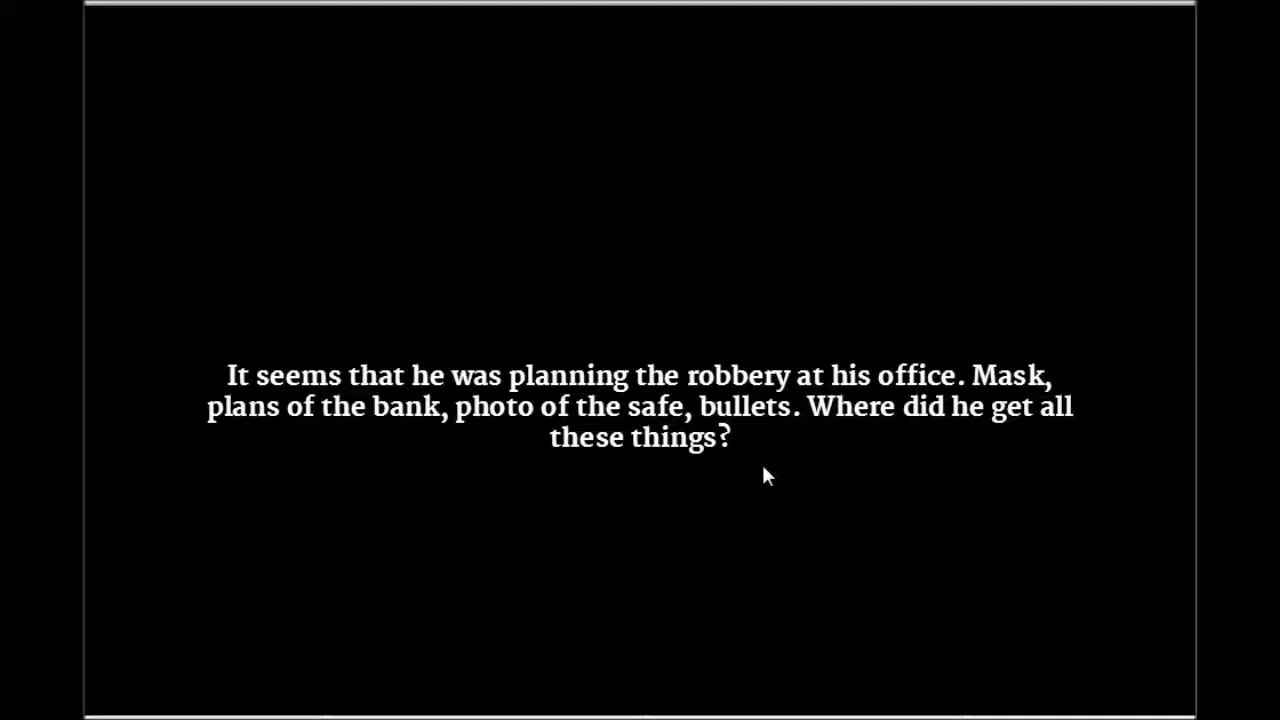 It seems that he was planning the robbery at his office. Mask,
plans of the bank, photo of the safe, bullets. Where did he get all
these things?